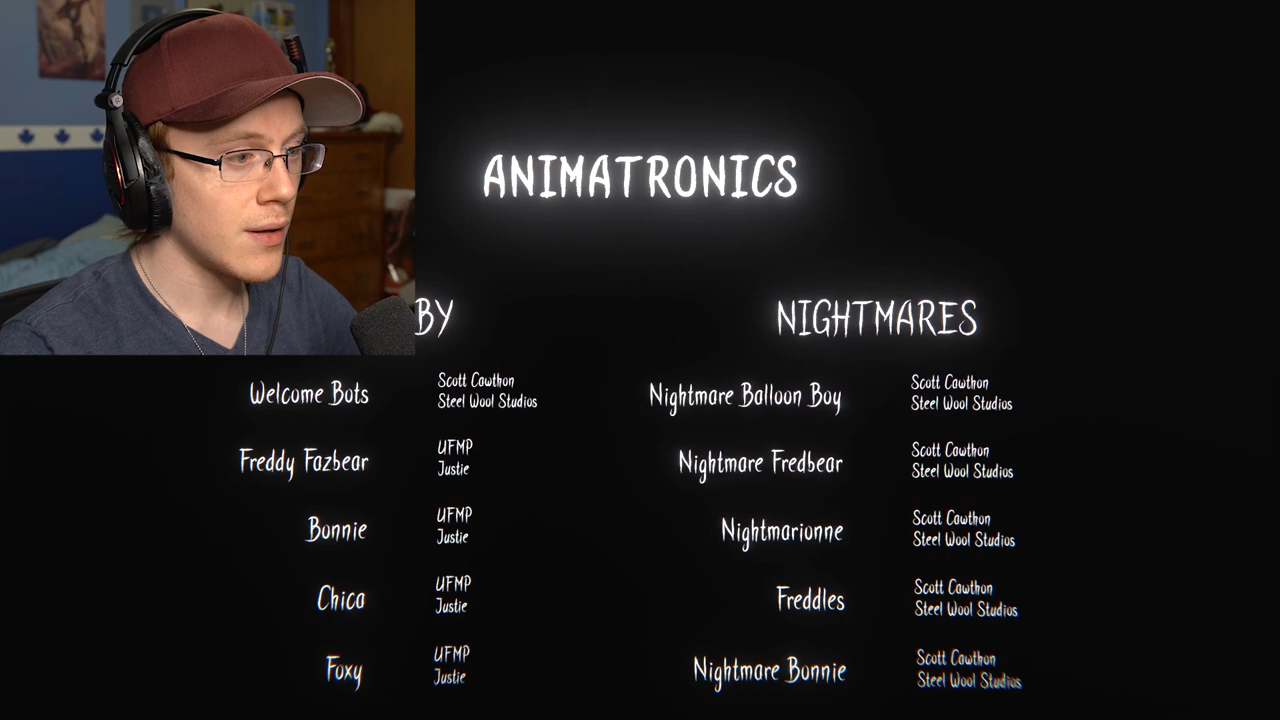 ANIMATRONICS
BY
Welcome Bots
Scott Cawthon
Steel Wool Studios
Freddy Fazbear
UFMP
Justie
Bonnie
UFMP
Justie
Chica
UFMP
Justie
Foxy
UFMP
Justie
NIGHTMARES
Nightmare Balloon Boy
Scott Cawthon
Steel Wool Studios
Nightmare Fredbear
Scott Cawthon
Steel Wool Studios
Nightmarionne
Scott Cawthon
Steel Wool Studios
Freddles
Scott Cawthon
Steel Wool Studios
Nightmare Bonnie
Scott Cawthon
Steel Wool Studios